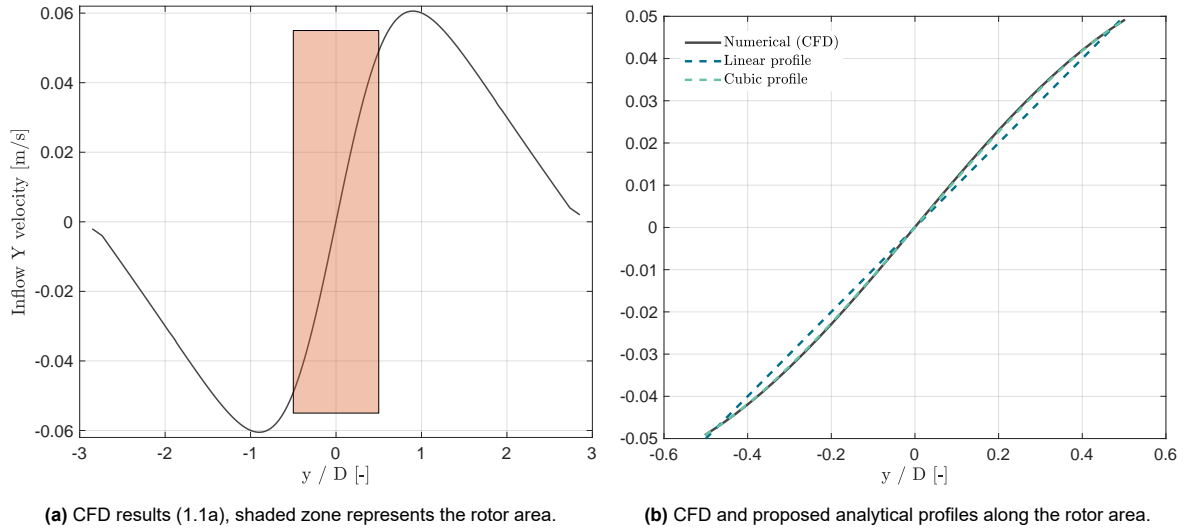 Inflow Y velocity [m/s]
0.06
0.04
0.02
0
-0.02
-0.04
-0.06
-3 -2 -1 0 1 2 3
y / D [-]
(a) CFD results (1.1a), shaded zone represents the rotor area.
0.05
0.04
0.03
0.02
0.01
0
-0.01
-0.02
-0.03
-0.04
-0.05
Numerical (CFD)
Linear profile
Cubic profile
-0.6 -0.4 -0.2 0 0.2 0.4 0.6
y / D [-]
(b) CFD and proposed analytical profiles along the rotor area.